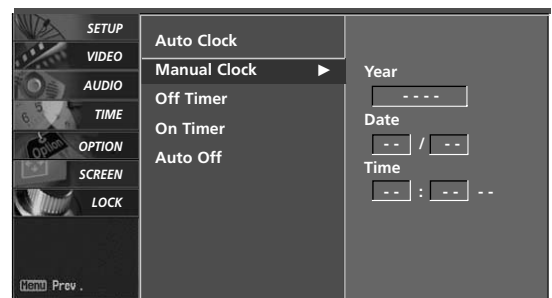 SETUP
VIDEO
AUDIO
TIME
OPTION
SCREEN
LOCK
Menu Prev.
Auto Clock
Manual Clock ►
Off Timer
On Timer
Auto Off
Year
- - - -
Date
- - / - -
Time
- - : - - - -